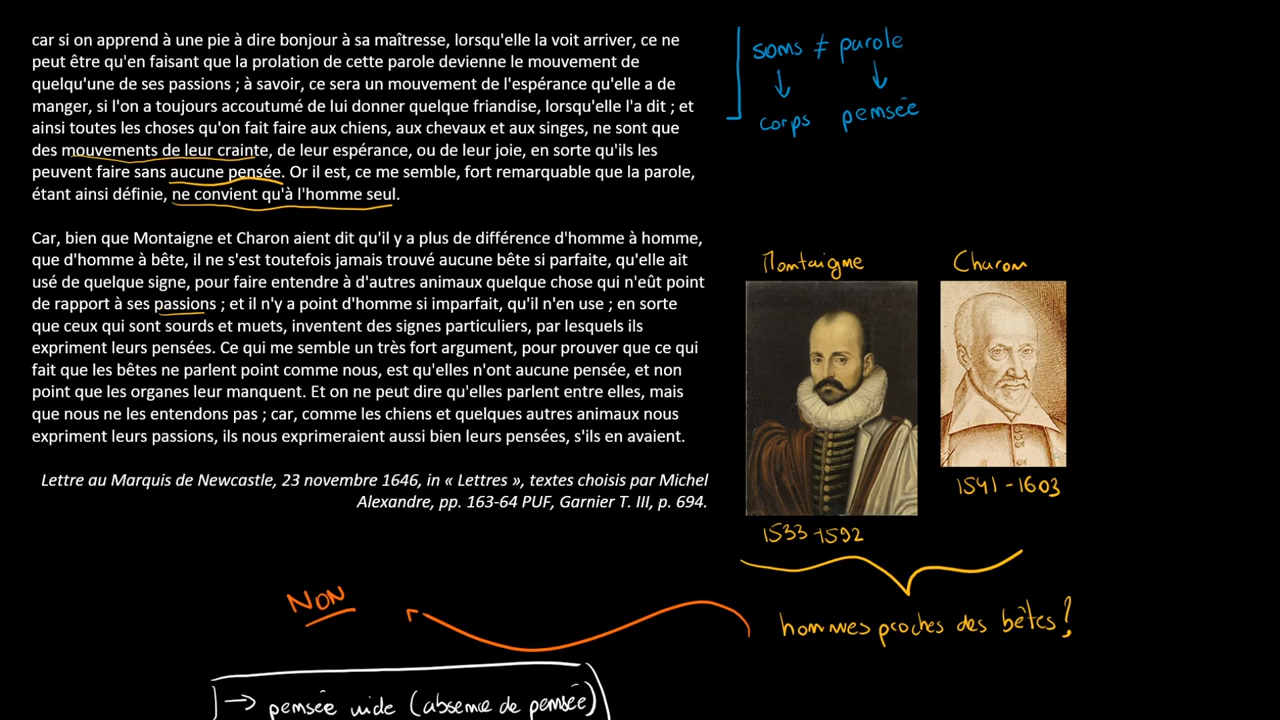 car si on apprend à une pie à dire bonjour à sa maîtresse, lorsqu'elle la voit arriver, ce ne
peut être qu'en faisant que la prolation de cette parole devienne le mouvement de
quelqu'une de ses passions ; à savoir, ce sera un mouvement de l'espérance qu'elle a de
manger, si l'on a toujours accoutumé de lui donner quelque friandise, lorsqu'elle l'a dit ; et
ainsi toutes les choses qu'on fait faire aux chiens, aux chevaux et aux singes, ne sont que
des mouvements de leur crainte, de leur espérance, ou de leur joie, en sorte qu'ils les
peuvent faire sans aucune pensée. Or il est, ce me semble, fort remarquable que la parole,
étant ainsi définie, ne convient qu'à l'homme seul.
Car, bien que Montaigne et Charon aient dit qu'il y a plus de différence d'homme à homme,
que d'homme à bête, il ne s'est toutefois jamais trouvé aucune bête si parfaite, qu'elle ait
usé de quelque signe, pour faire entendre à d'autres animaux quelque chose qui n'eût point
de rapport à ses passions ; et il n'y a point d'homme si imparfait, qu'il n'en use ; en sorte
que ceux qui sont sourds et muets, inventent des signes particuliers, par lesquels ils
expriment leurs pensées. Ce qui me semble un très fort argument, pour prouver que ce qui
fait que les bêtes ne parlent point comme nous, est qu'elles n'ont aucune pensée, et non
point que les organes leur manquent. Et on ne peut dire qu'elles parlent entre elles, mais
que nous ne les entendons pas ; car, comme les chiens et quelques autres animaux nous
expriment leurs passions, ils nous exprimeraient aussi bien leurs pensées, s'ils en avaient.
Lettre au Marquis de Newcastle, 23 novembre 1646, in « Lettres », textes choisis par Michel
Alexandre, pp. 163-64 PUF, Garnier T. III, p. 694.
sons ≠ parole
↓ ↓
corps pensée
Montaigne Charon
1541-1603
1533-1592
hommes proches des bêtes!
NON
→ pensée vide (absence de pensée)